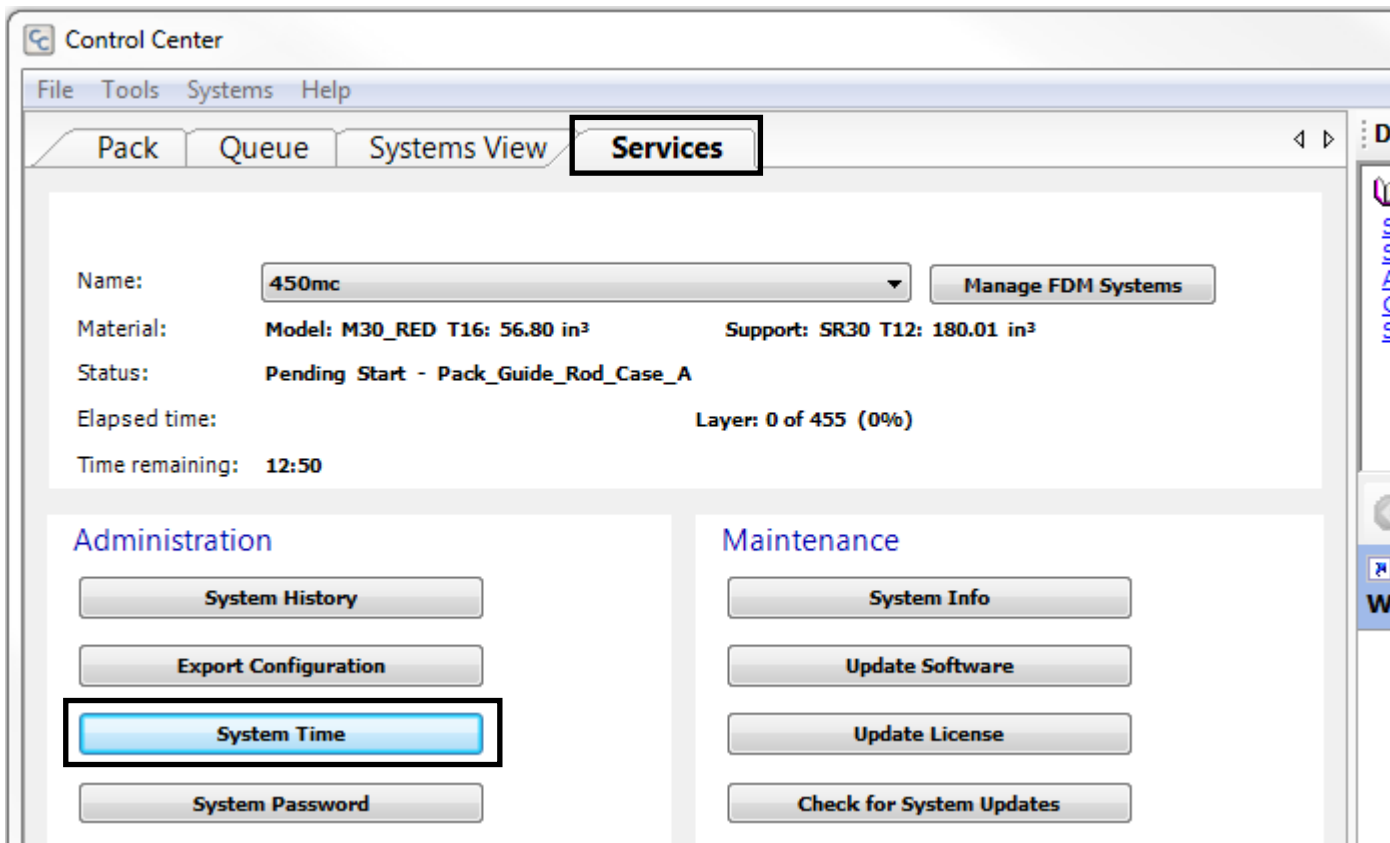 Control Center
File Tools Systems Help
Pack Queue Systems View Services
Name: 450mc Manage FDM Systems
Material: Model: M30_RED T16: 56.80 in³ Support: SR30 T12: 180.01 in³
Status: Pending Start - Pack_Guide_Rod_Case_A
Elapsed time: Layer: 0 of 455 (0%)
Time remaining: 12:50
Administration
System History
Export Configuration
System Time
System Password
Maintenance
System Info
Update Software
Update License
Check for System Updates